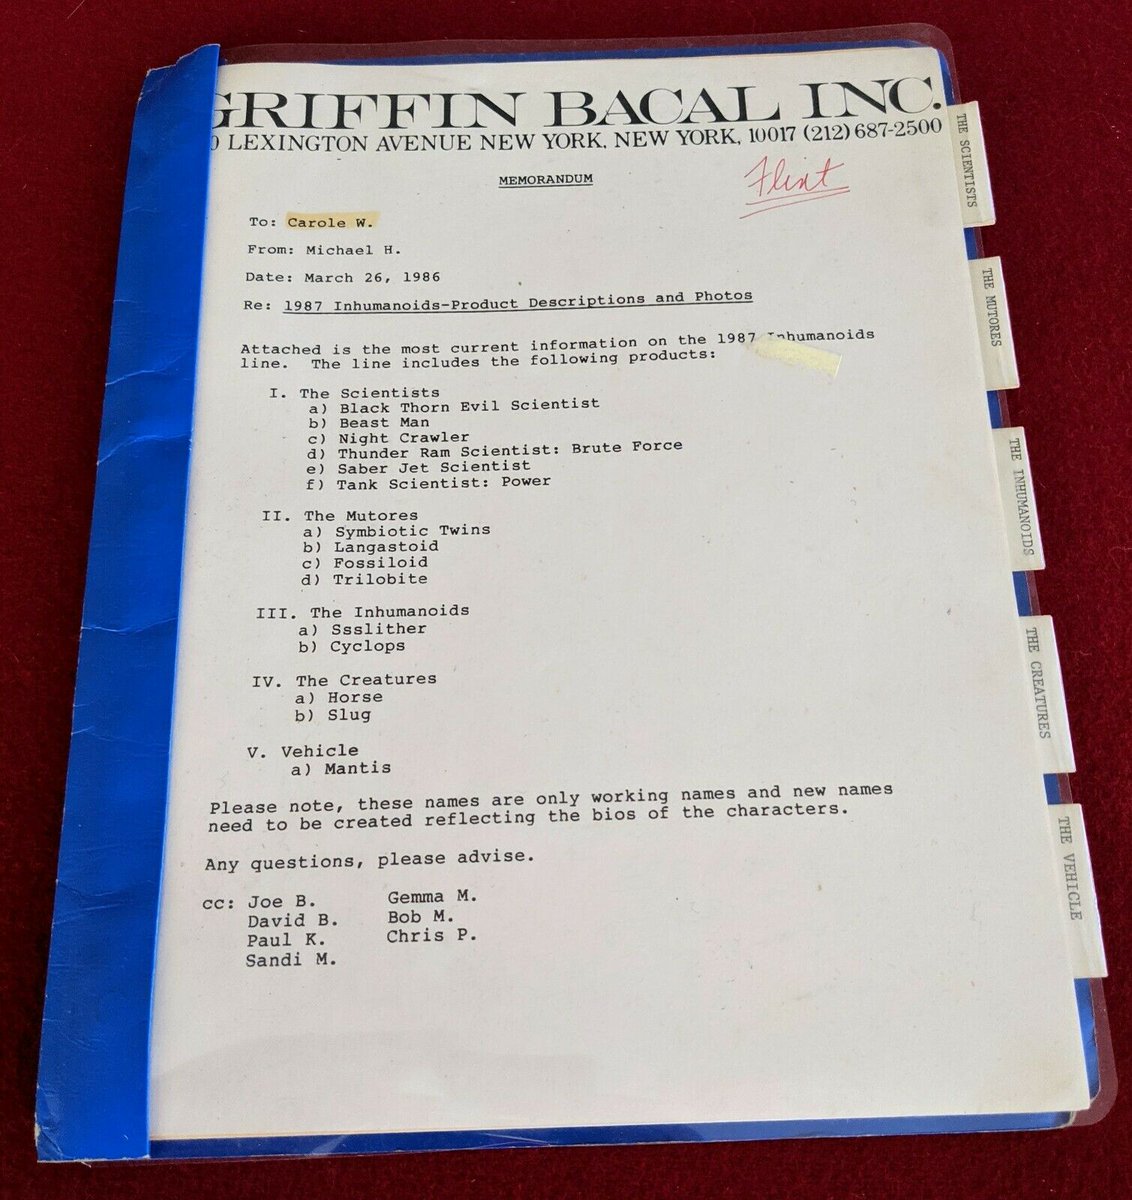 GRIFFIN BACAL INC.
0 LEXINGTON AVENUE NEW YORK, NEW YORK, 10017 (212) 687-2500
MEMORANDUM
Flint
To: Carole W.
From: Michael H.
Date: March 26, 1986
Re: 1987 Inhumanoids-Product Descriptions and Photos
Attached is the most current information on the 1987 Inhumanoids
line. The line includes the following products:
I. The Scientists
a) Black Thorn Evil Scientist
b) Beast Man
c) Night Crawler
d) Thunder Ram Scientist: Brute Force
e) Saber Jet Scientist
f) Tank Scientist: Power
II. The Mutores
a) Symbiotic Twins
b) Langastoid
c) Fossiloid
d) Trilobite
III. The Inhumanoids
a) Ssslither
b) Cyclops
IV. The Creatures
a) Horse
b) Slug
V. Vehicle
a) Mantis
Please note, these names are only working names and new names
need to be created reflecting the bios of the characters.
Any questions, please advise.
cc: Joe B. Gemma M.
David B. Bob M.
Paul K. Chris P.
Sandi M.
THE SCIENTISTS
THE MUTORES
THE INHUMANOIDS
THE CREATURES
THE VEHICLE